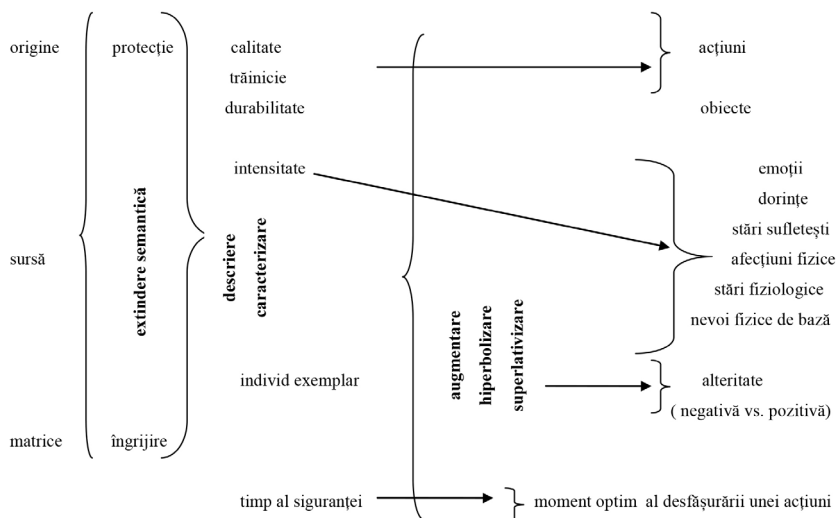 origine protecție calitate acțiuni
trăinicie
durabilitate obiecte
intensitate emoții
dorințe
stări sufletești
sursă afecțiuni fizice
stări fiziologice
nevoi fizice de bază
extindere semantică
descriere
caracterizare
augmentare
hiperbolizare
superlativizare
individ exemplar alteritate
( negativă vs. pozitivă)
matrice îngrijire
timp al siguranței moment optim al desfășurării unei acțiuni